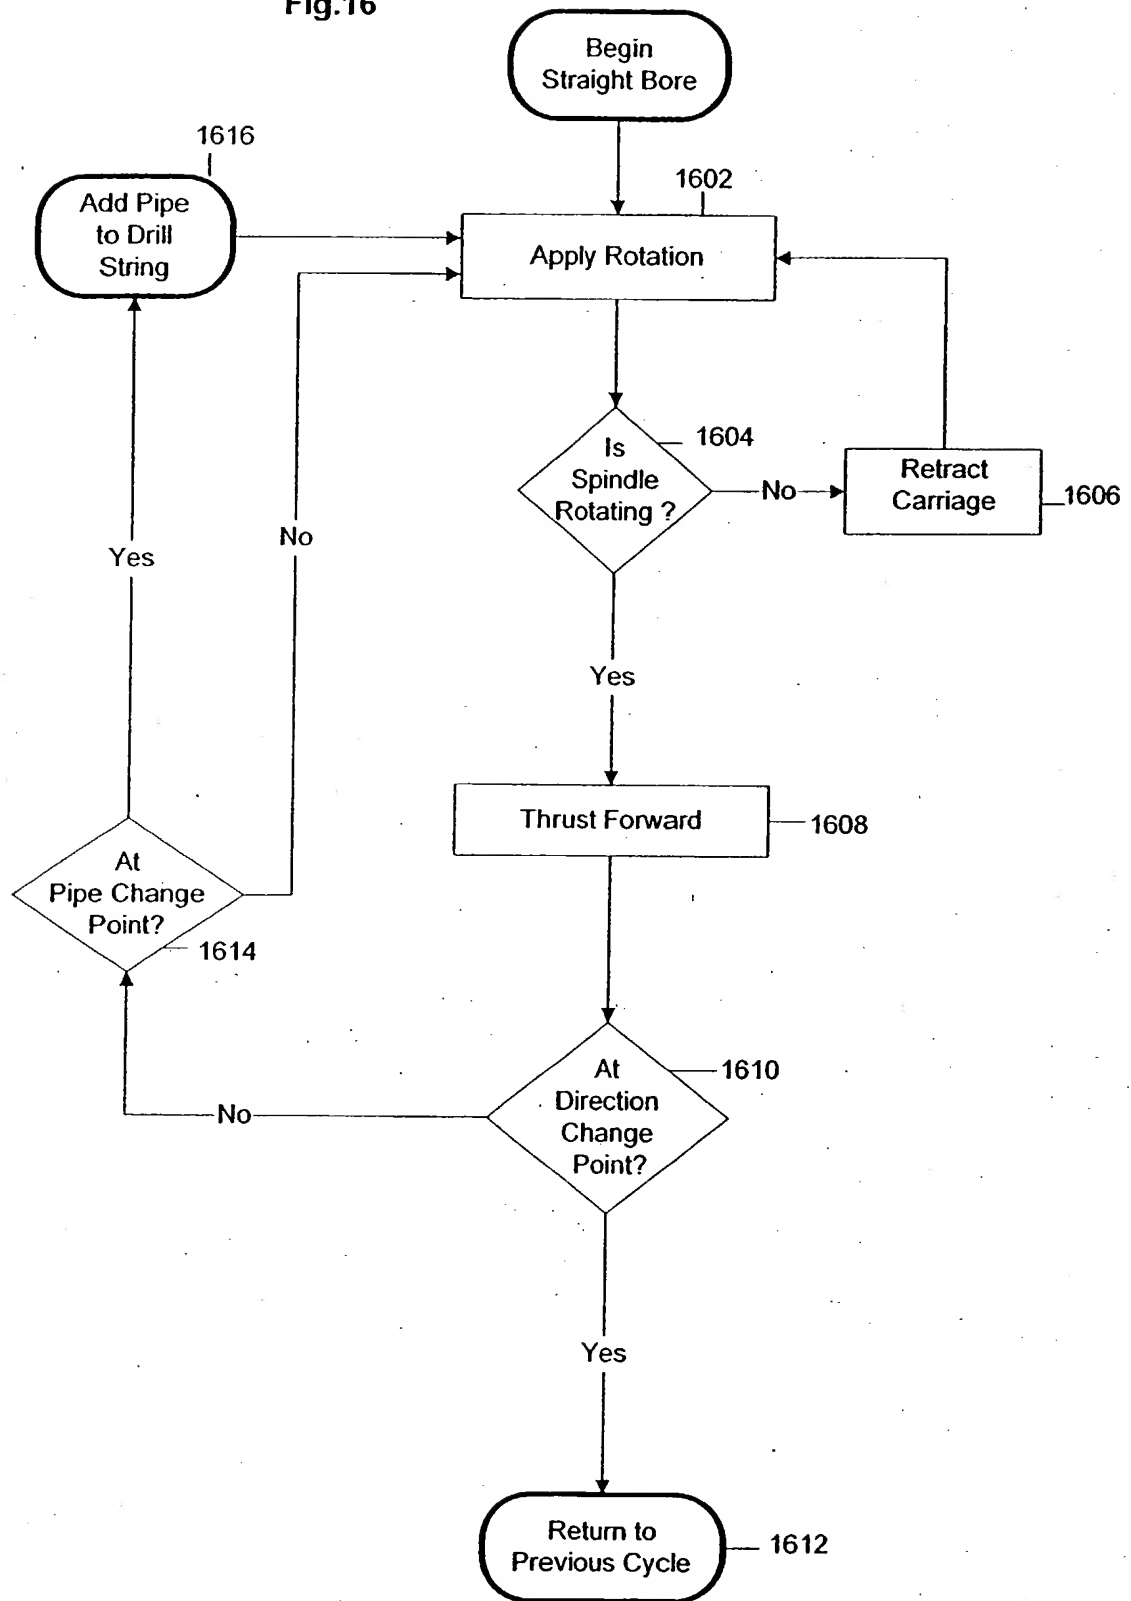 Fig.16
Begin
Straight Bore
1616
Add Pipe
to Drill
String
1602
Apply Rotation
Is
Spindle
Rotating ?
1604
No
Retract
Carriage
1606
Yes
No
Yes
Thrust Forward
1608
At
Pipe Change
Point?
1614
At
Direction
Change
Point?
1610
No
Yes
Return to
Previous Cycle
1612